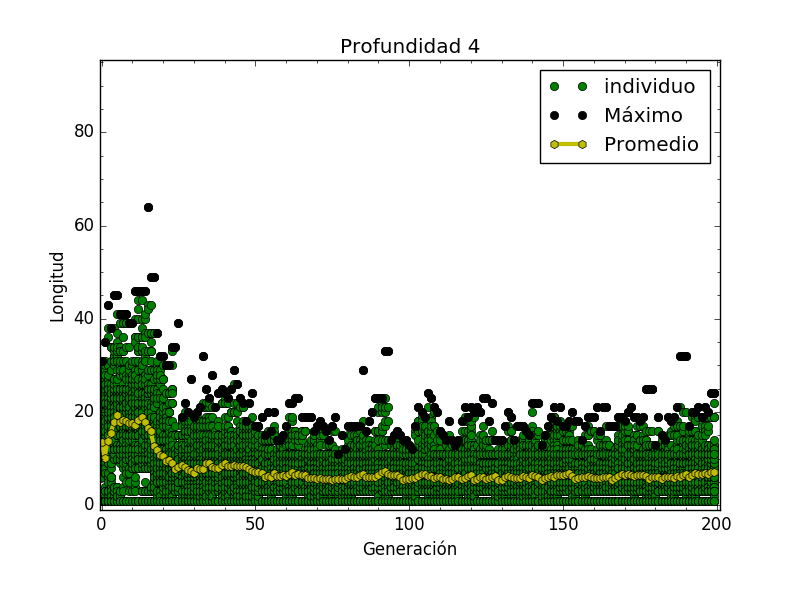 Profundidad 4
individuo
Máximo
Promedio
80
60
40
20
0
Longitud
0 50 100 150 200
Generación